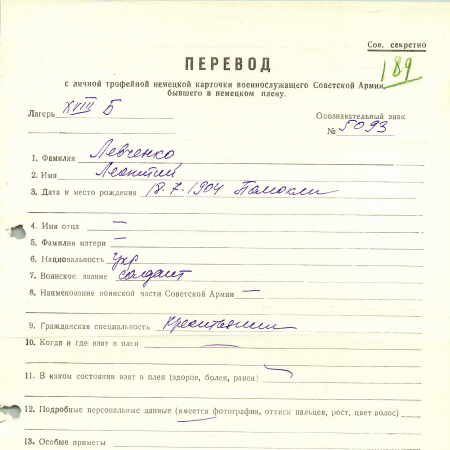 Сов. секретно
189
ПЕРЕВОД
с личной трофейной немецкой карточки военнослужащего Советской Армии,
бывшего в немецком плену.
Лагерь XVIII Б
Опознавательный знак
№ 5093
1. Фамилия Левченко
2. Имя Леонтий
3. Дата и место рождения 18.7.1904 Помокли
4. Имя отца —
5. Фамилия матери —
6. Национальность укр
7. Воинское звание солдат
8. Наименование воинской части Советской Армии —
9. Гражданская специальность крестьянин
10. Когда и где взят в плен —
11. В каком состоянии взят в плен (здоров, болен, ранен)
12. Подробные персональные данные (имеется фотография, оттиск пальцев, рост, цвет волос)
13. Особые приметы